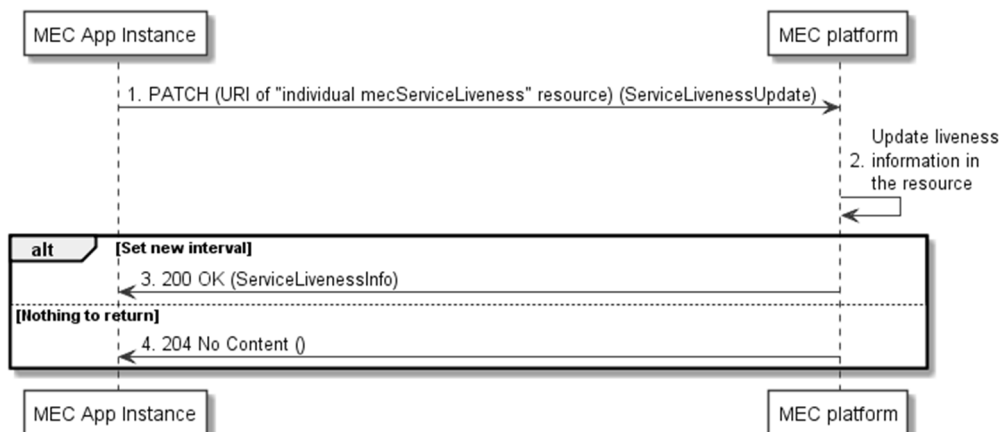 MEC App Instance
MEC platform
1. PATCH (URI of "individual mecServiceLiveness" resource) (ServiceLivenessUpdate)
Update liveness
2. information in
the resource
alt
[Set new interval]
3. 200 OK (ServiceLivenessInfo)
[Nothing to return]
4. 204 No Content ()
MEC App Instance
MEC platform